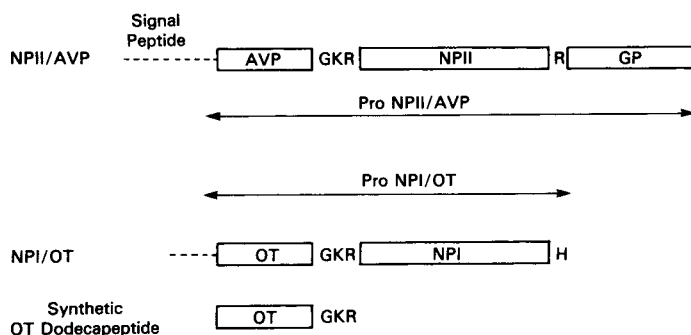 Signal
Peptide
NPII/AVP AVP GKR NPII R GP
Pro NPII/AVP
Pro NPI/OT
NPI/OT OT GKR NPI H
Synthetic
OT Dodecapeptide
OT GKR